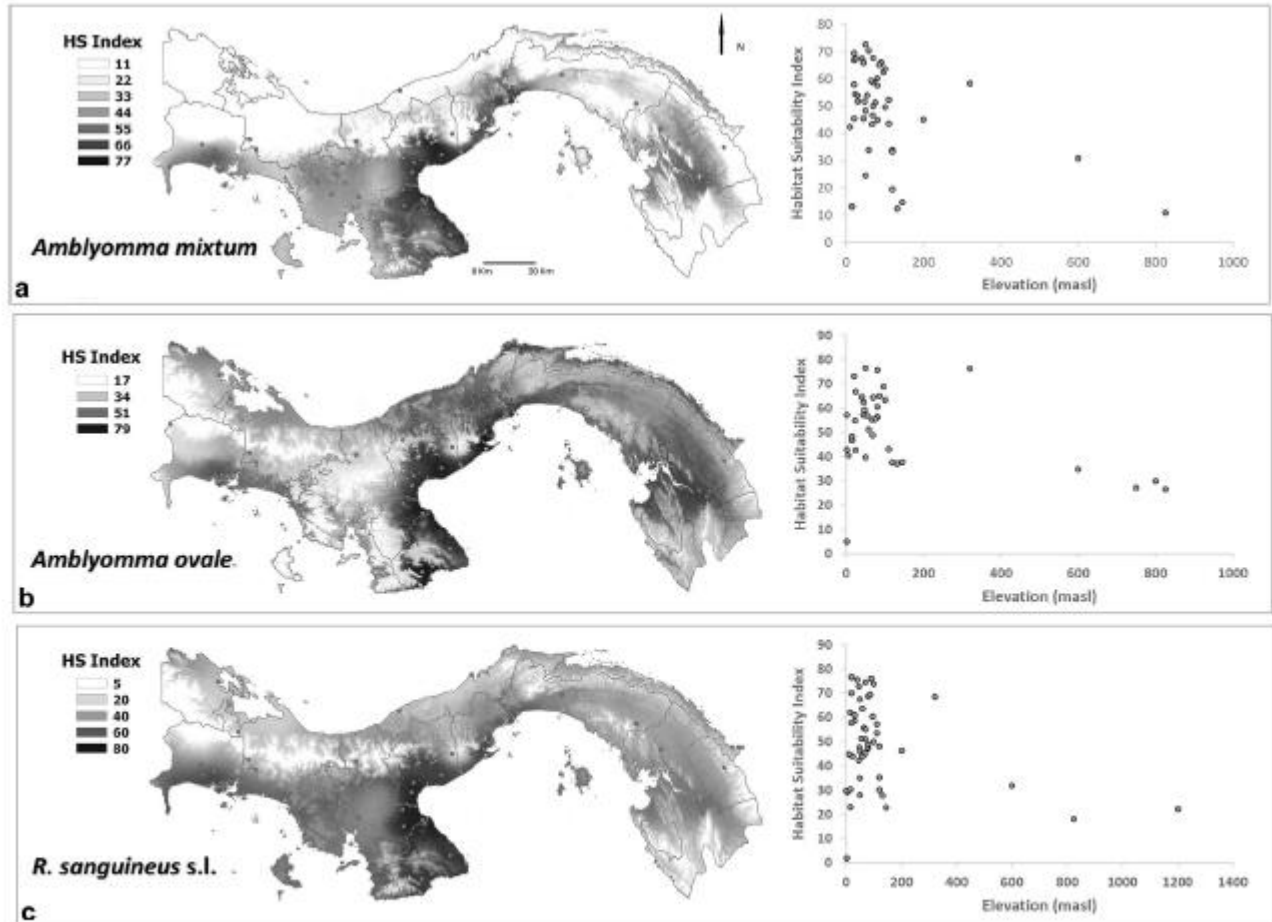 HS Index
11
22
33
44
55
66
77
N
Amblyomma mixtum
0 Km 30 Km
a
Habitat Suitability Index
80
70
60
50
40
30
20
10
0
0 200 400 600 800 1000
Elevation (masl)
HS Index
17
34
51
79
Amblyomma ovale
b
Habitat Suitability Index
90
80
70
60
50
40
30
20
10
0
0 200 400 600 800 1000
Elevation (masl)
HS Index
5
20
40
60
80
R. sanguineus s.l.
c
Habitat Suitability Index
90
80
70
60
50
40
30
20
10
0
0 200 400 600 800 1000 1200 1400
Elevation (masl)